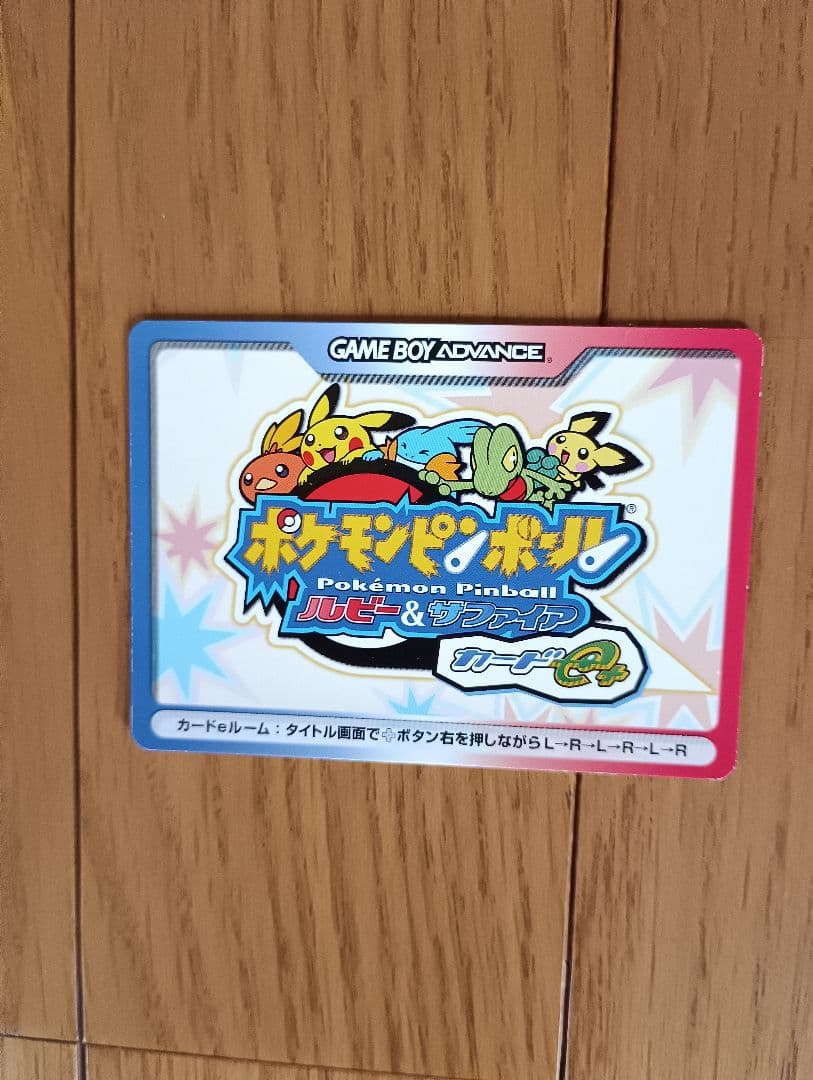 GAME BOY ADVANCE®
ポケモンピンボール®
Pokémon Pinball
ルビー&サファイア
カードe+
カードeルーム：タイトル画面で✚ボタン右を押しながらL→R→L→R→L→R